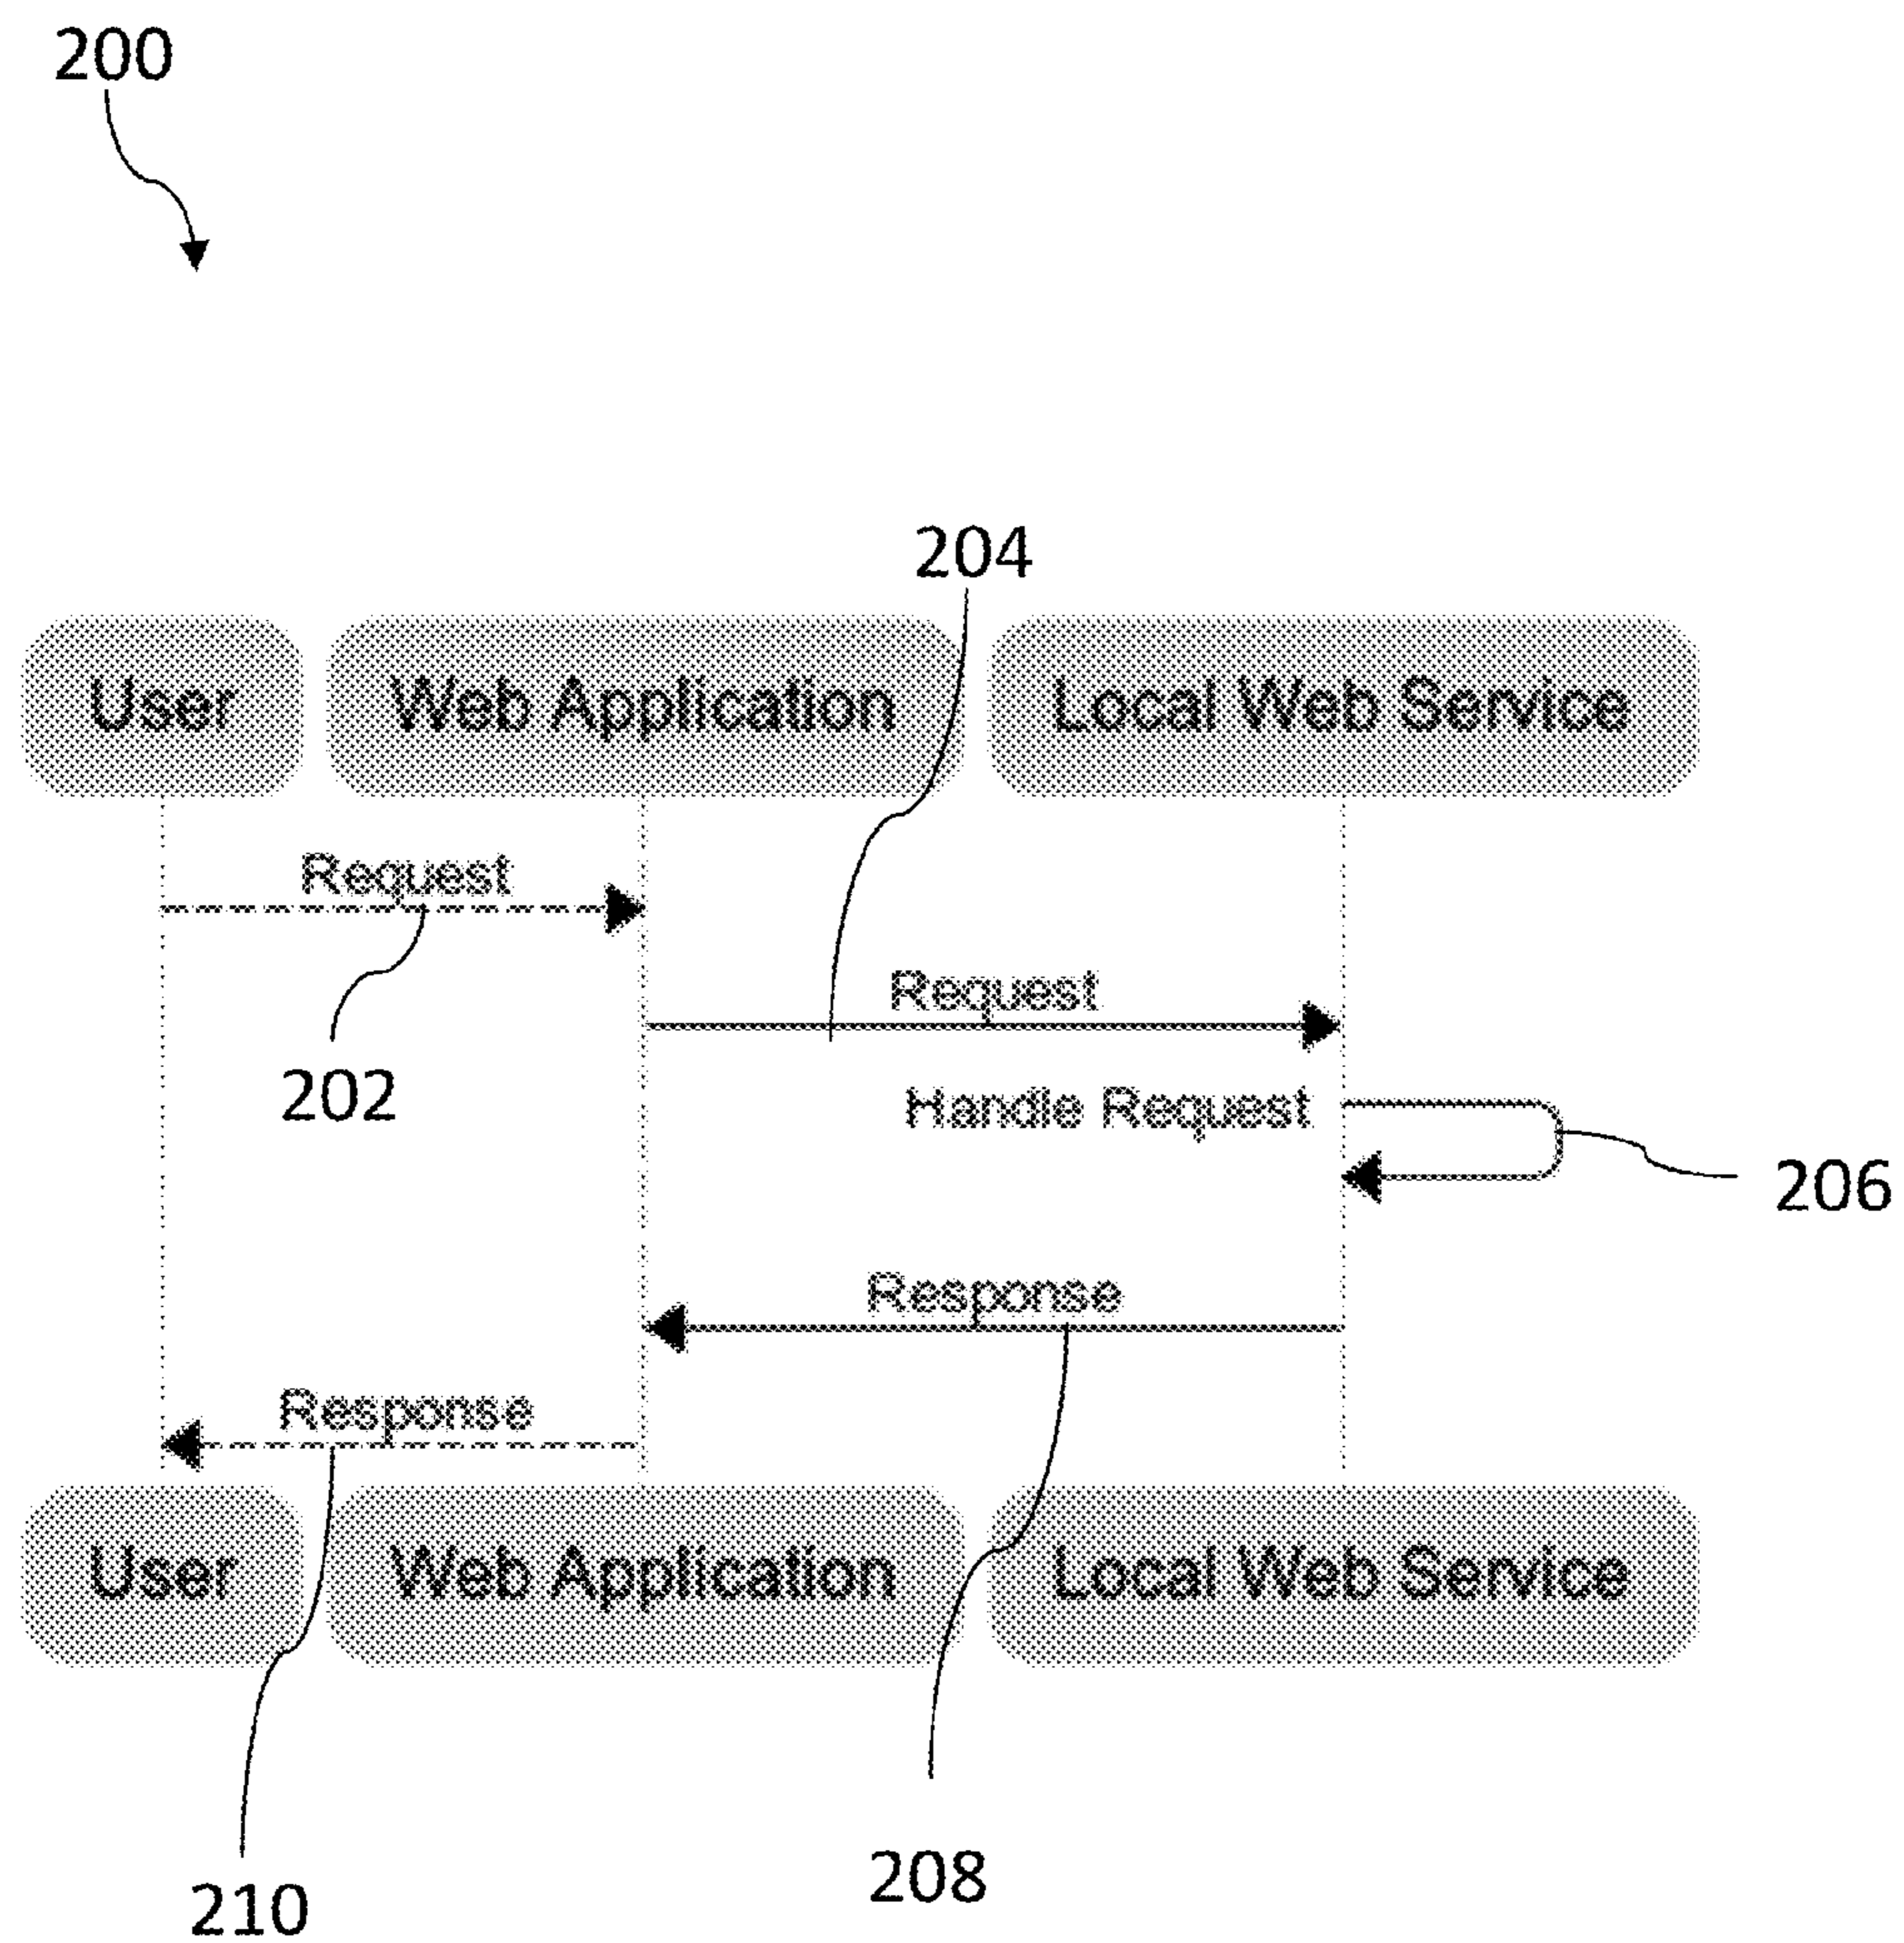 200
204
User Web Application Local Web Service
Request
Request
202
Handle Request
206
Response
Response
User Web Application Local Web Service
208
210